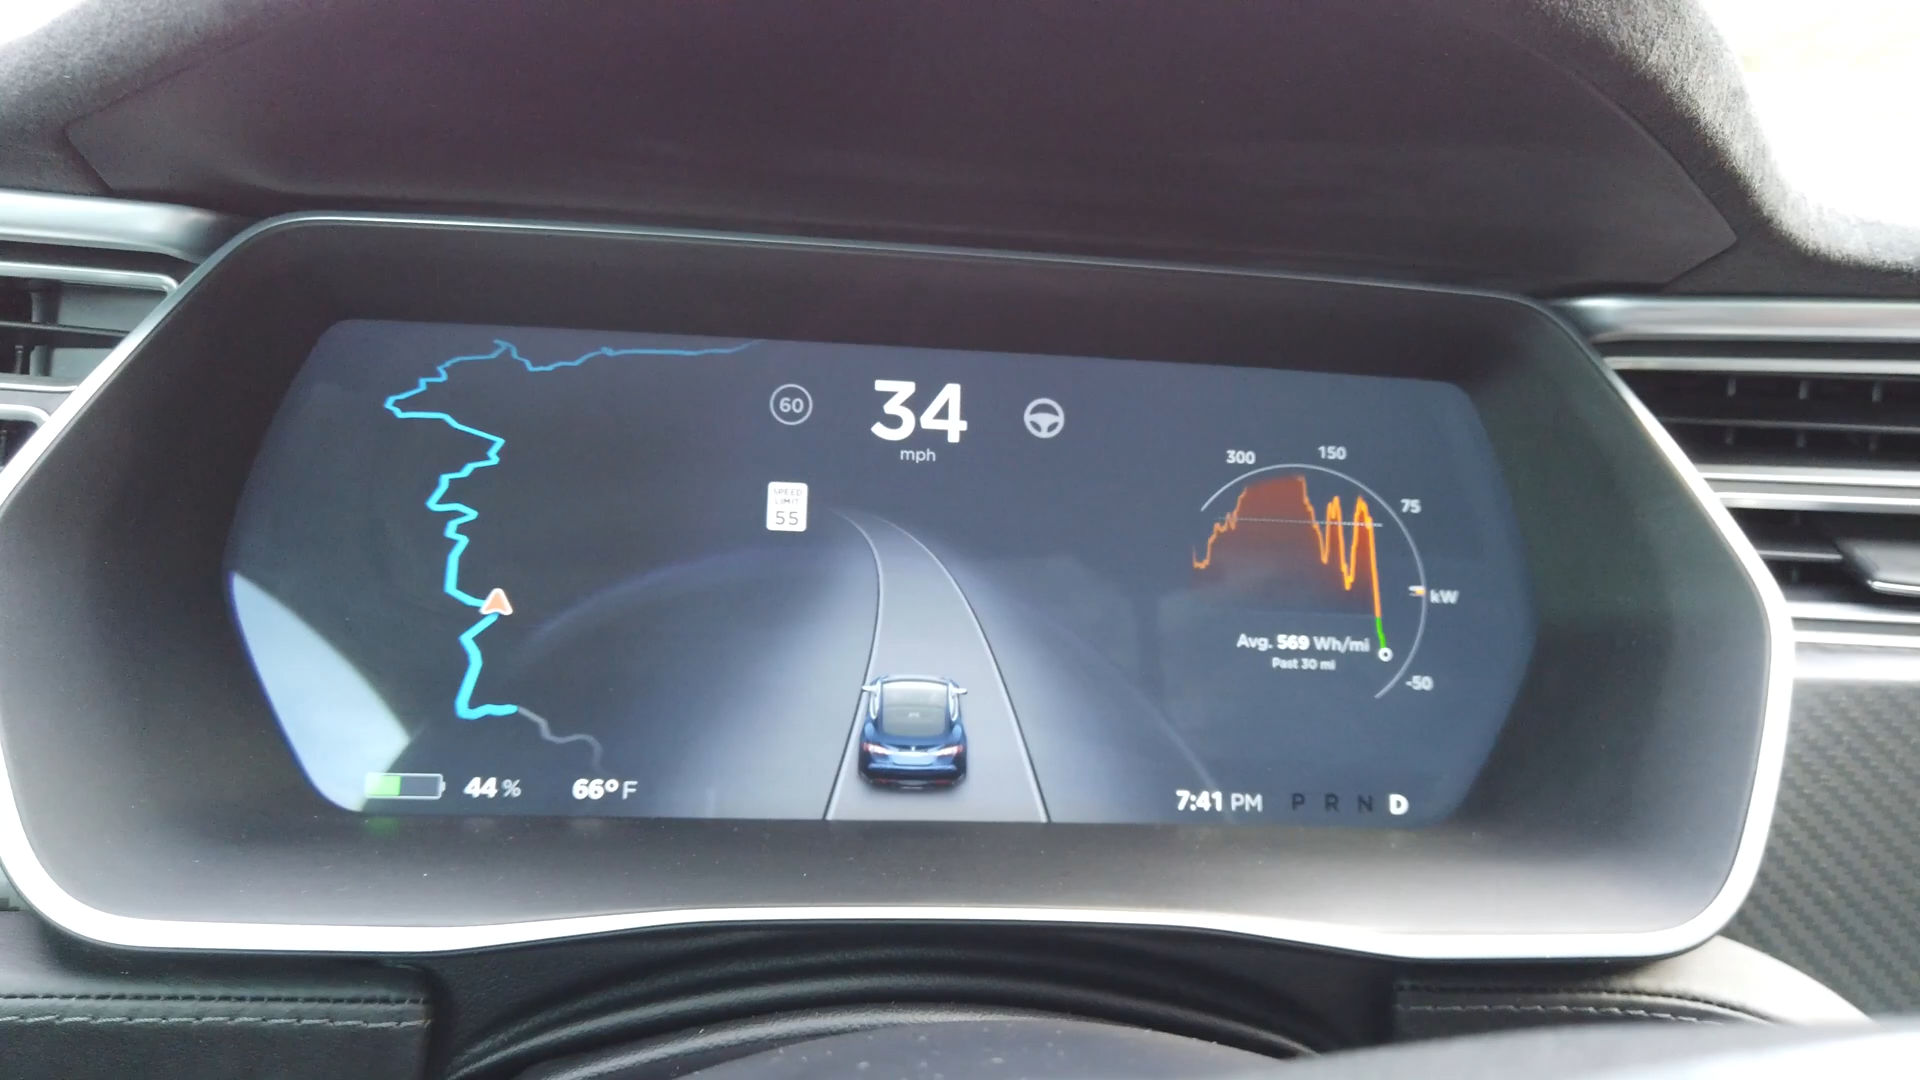 60
34
mph
SPEED
LIMIT
55
300
150
75
kW
Avg. 569 Wh/mi
Past 30 mi
-50
44 %
66° F
7:41 PM
P R N D